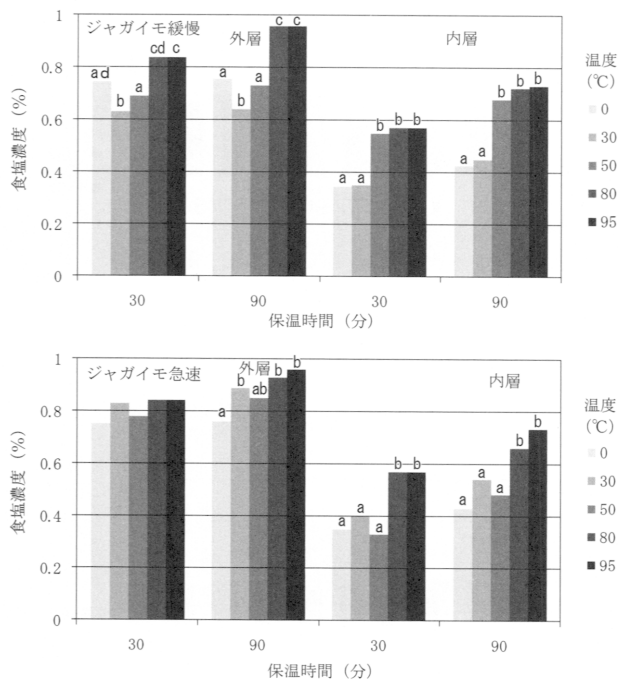 ジャガイモ緩慢
外層
内層
食塩濃度 (%)
1
0.8
0.6
0.4
0.2
0
a d
b
a
cd
c
a
b
a
c
c
a
a
b
b
b
a
a
b
b
b
30
90
30
90
保温時間 (分)
温度
(℃)
0
30
50
80
95
ジャガイモ急速
外層
内層
食塩濃度 (%)
1
0.8
0.6
0.4
0.2
0
a
b
ab
b
b
a
a
a
b
b
a
a
a
b
b
30
90
30
90
保温時間 (分)
温度
(℃)
0
30
50
80
95